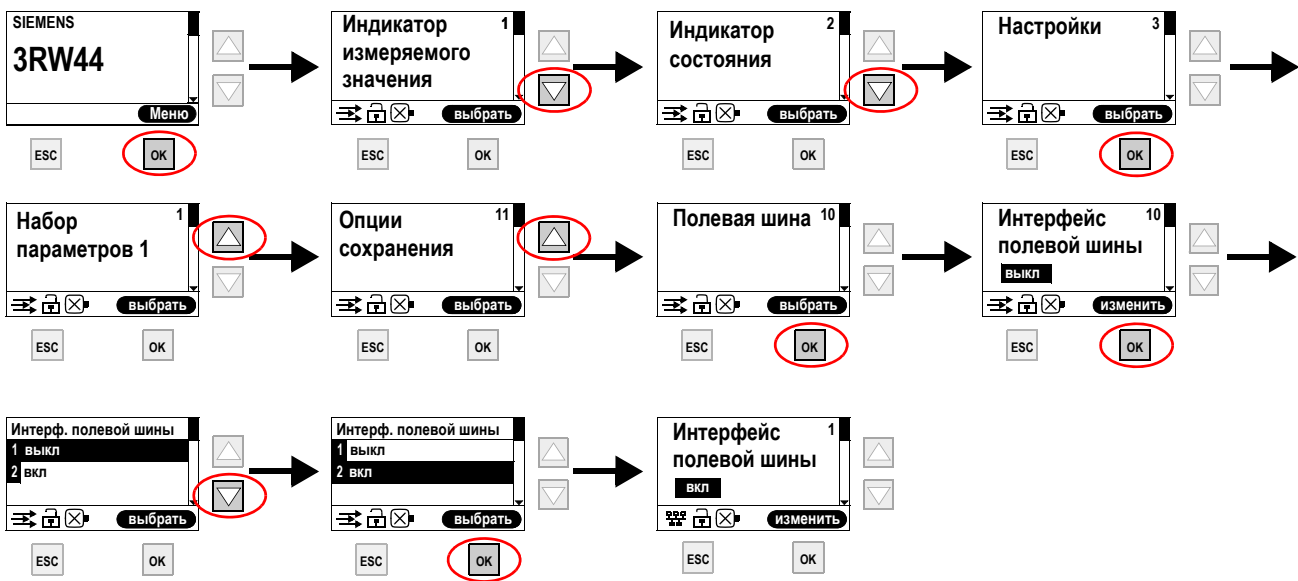 SIEMENS
3RW44
Меню
ESC
OK
Индикатор 1
измеряемого
значения
выбрать
ESC
OK
Индикатор 2
состояния
выбрать
ESC
OK
Настройки 3
выбрать
ESC
OK
Набор 1
параметров 1
выбрать
ESC
OK
Опции 11
сохранения
выбрать
ESC
OK
Полевая шина 10
выбрать
ESC
OK
Интерфейс 10
полевой шины
выкл
изменить
ESC
OK
Интерф. полевой шины
1 выкл
2 вкл
выбрать
ESC
OK
Интерф. полевой шины
1 выкл
2 вкл
выбрать
ESC
OK
Интерфейс 1
полевой шины
вкл
изменить
ESC
OK